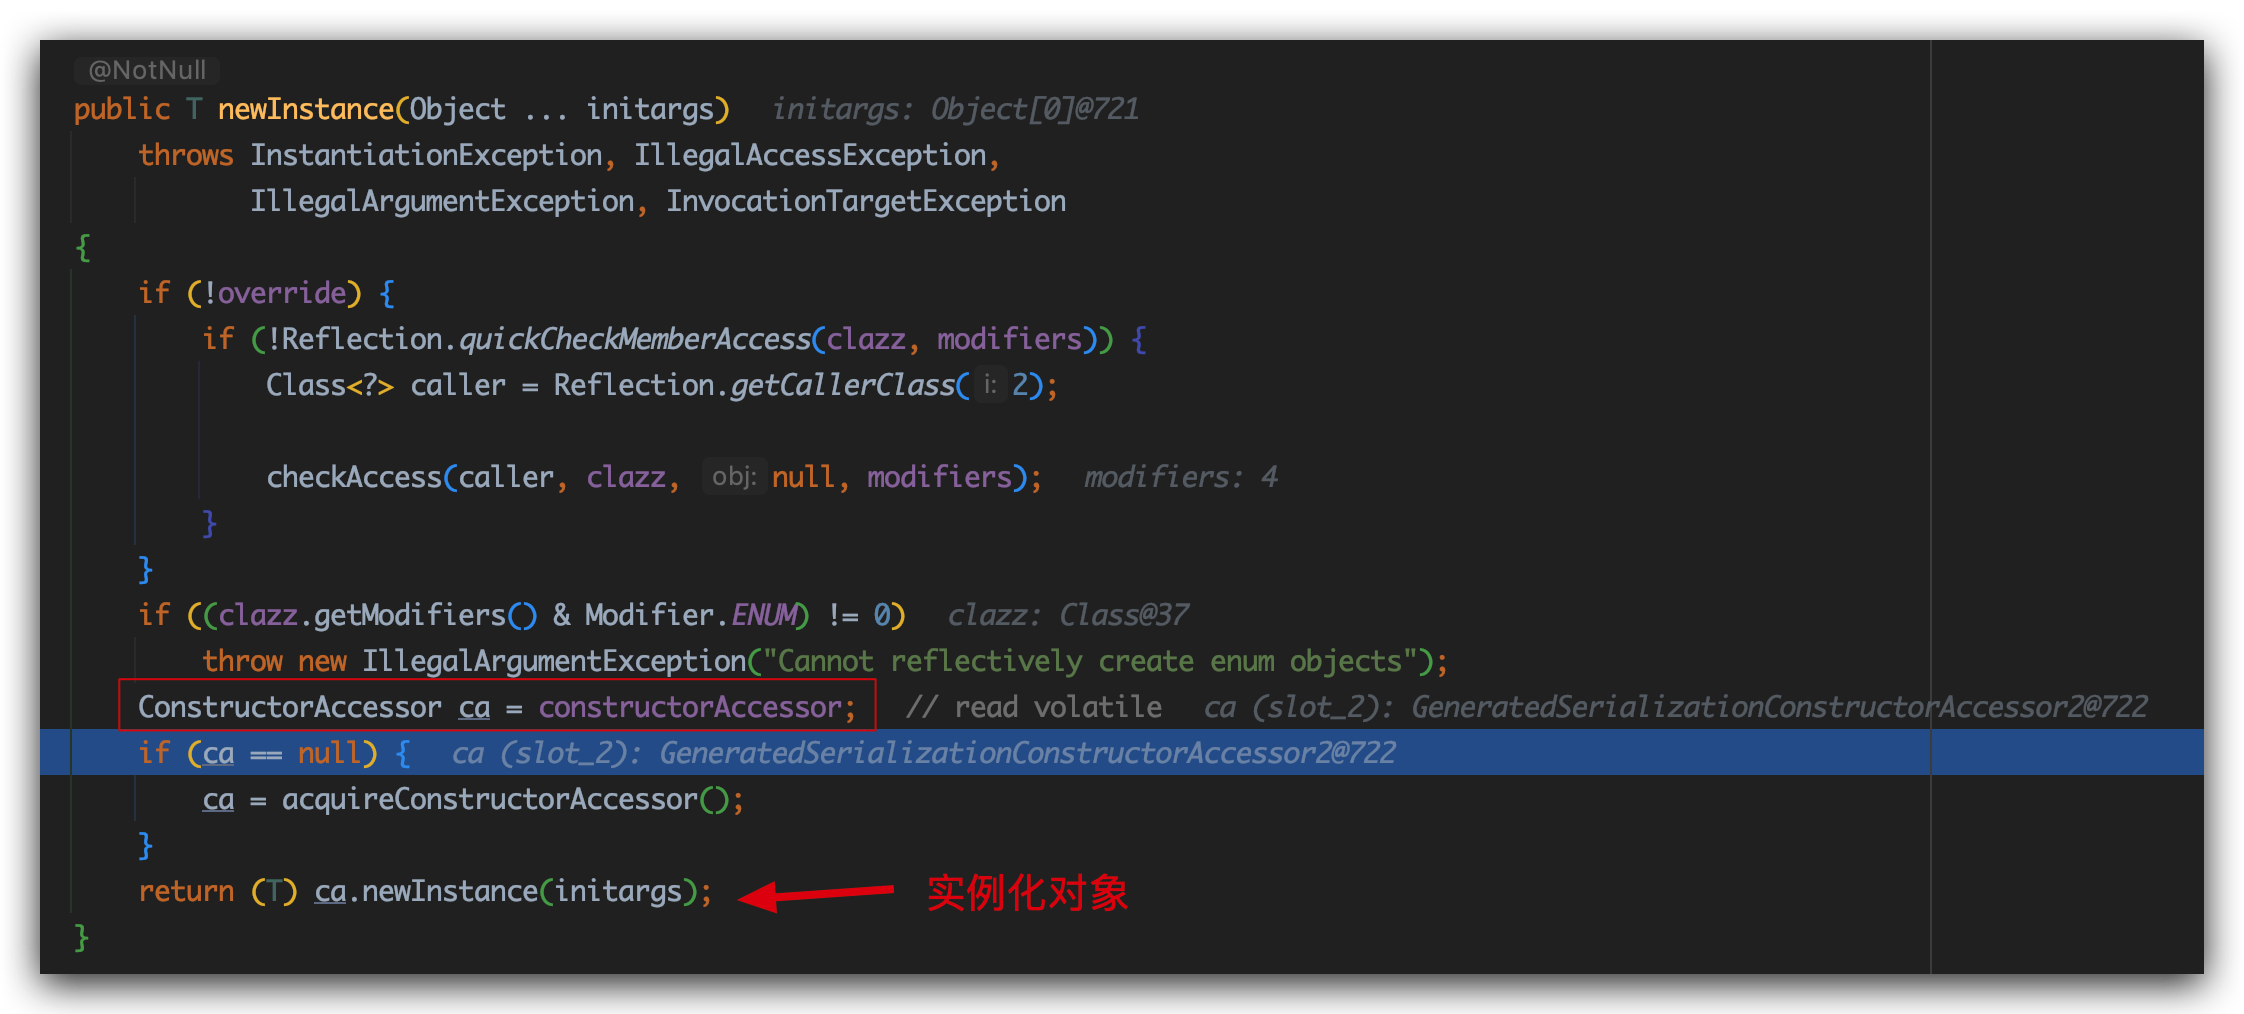 @NotNull
public T newInstance(Object ... initargs)   initargs: Object[0]@721
    throws InstantiationException, IllegalAccessException,
           IllegalArgumentException, InvocationTargetException
{
    if (!override) {
        if (!Reflection.quickCheckMemberAccess(clazz, modifiers)) {
            Class<?> caller = Reflection.getCallerClass( i: 2);
            checkAccess(caller, clazz, obj: null, modifiers);   modifiers: 4
        }
    }
    if ((clazz.getModifiers() & Modifier.ENUM) != 0)   clazz: Class@37
        throw new IllegalArgumentException("Cannot reflectively create enum objects");
    ConstructorAccessor ca = constructorAccessor;   // read volatile   ca (slot_2): GeneratedSerializationConstructorAccessor2@722
    if (ca == null) {   ca (slot_2): GeneratedSerializationConstructorAccessor2@722
        ca = acquireConstructorAccessor();
    }
    return (T) ca.newInstance(initargs);   实例化对象
}